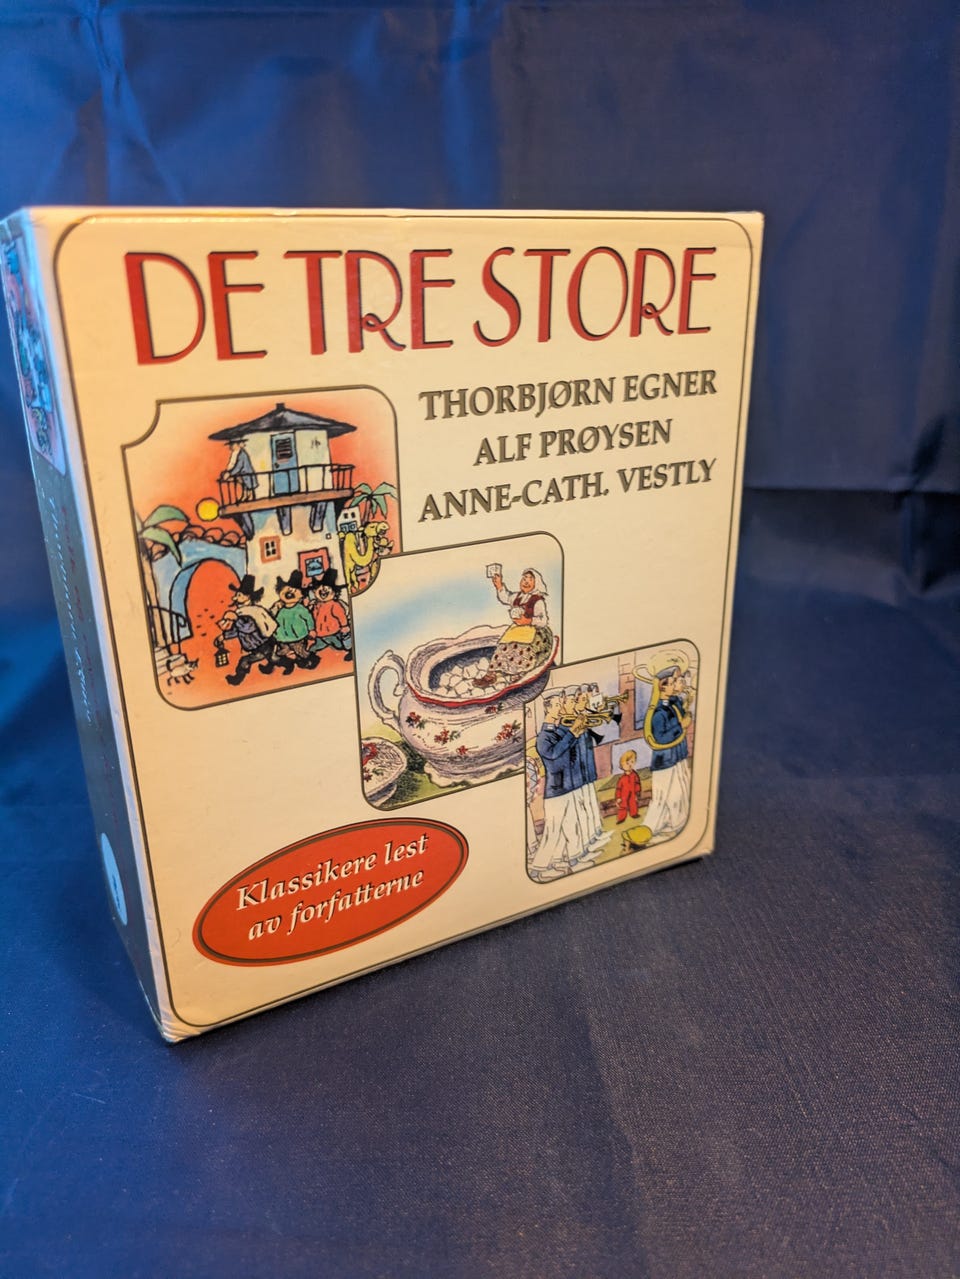 DE TRE STORE
THORBJØRN EGNER
ALF PRØYSEN
ANNE-CATH. VESTLY
Klassikere lest
av forfatterne